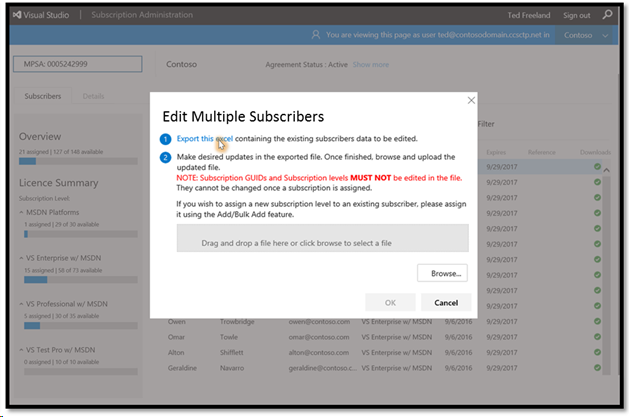 Visual Studio | Subscription Administration Ted Freeland Sign out
You are viewing this page as user ted@contosodomain.ccsctp.net in Contoso
MPSA: 0005242999 Contoso Agreement Status : Active Show more
Subscribers Details
Edit Multiple Subscribers
Filter
1 Export this excel containing the existing subscribers data to be edited.
Overview
21 assigned | 127 of 148 available
2 Make desired updates in the exported file. Once finished, browse and upload the
updated file.
NOTE: Subscription GUIDs and Subscription levels MUST NOT be edited in the file.
They cannot be changed once a subscription is assigned.
If you wish to assign a new subscription level to an existing subscriber, please assign
it using the Add/Bulk Add feature.
Drag and drop a file here or click browse to select a file
Browse...
OK Cancel
Licence Summary
Subscription Level
MSDN Platforms
1 assigned | 29 of 30 available
VS Enterprise w/ MSDN
15 assigned | 58 of 73 available
VS Professional w/ MSDN
5 assigned | 30 of 35 available
VS Test Pro w/ MSDN
0 assigned | 10 of 10 available
Expires Reference Downloads
9/29/2017
9/29/2017
9/29/2017
9/29/2017
9/29/2017
9/29/2017
9/29/2017
9/29/2017
9/29/2017
9/29/2017
Owen Trowbridge owen@contoso.com VS Enterprise w/ MSDN 9/6/2016 9/29/2017
Omar Towle omar@contoso.com VS Enterprise w/ MSDN 9/6/2016 9/29/2017
Alton Shifflett alton@contoso.com VS Enterprise w/ MSDN 9/6/2016 9/29/2017
Geraldine Navarro geraldine@contoso.c... VS Enterprise w/ MSDN 9/6/2016 9/29/2017